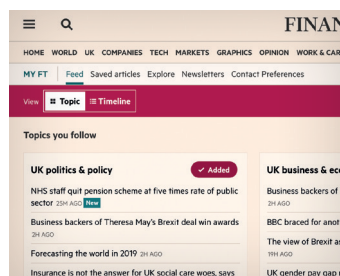 FINAN
HOME WORLD UK COMPANIES TECH MARKETS GRAPHICS OPINION WORK & CAR
MY FT Feed Saved articles Explore Newsletters Contact Preferences
View Topic Timeline
Topics you follow
UK politics & policy Added
NHS staff quit pension scheme at five times rate of public
sector 25M AGO New
Business backers of Theresa May's Brexit deal win awards
2H AGO
Forecasting the world in 2019 2H AGO
Insurance is not the answer for UK social care woes, says
UK business & eco
Business backers of
2H AGO
BBC braced for anot
The view of Brexit as
19H AGO
UK gender pay gap r